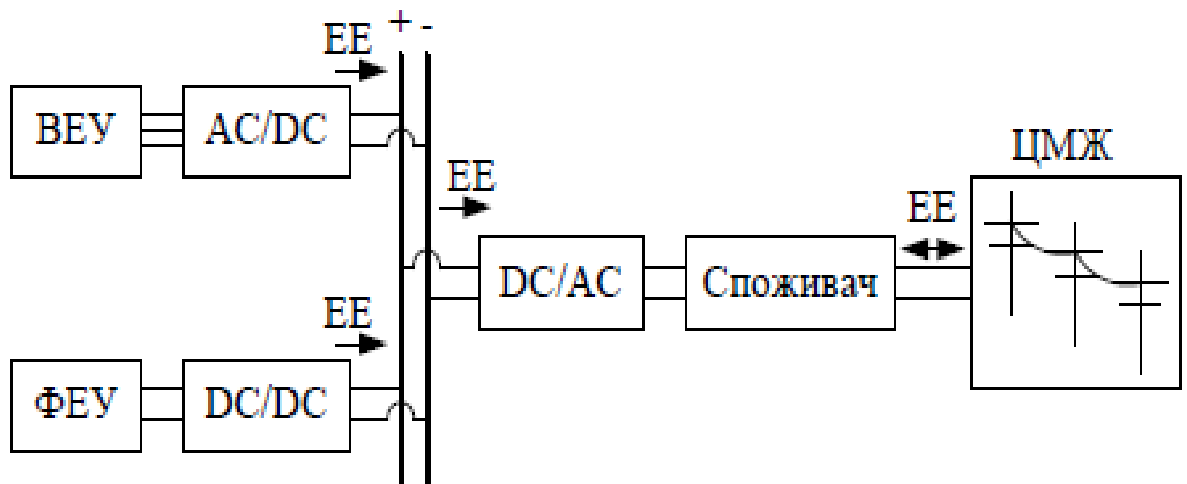 + -
ЕЕ
ВЕУ
AC/DC
ЦМЖ
ЕЕ
ЕЕ
DC/AC
Споживач
ЕЕ
ФЕУ
DC/DC